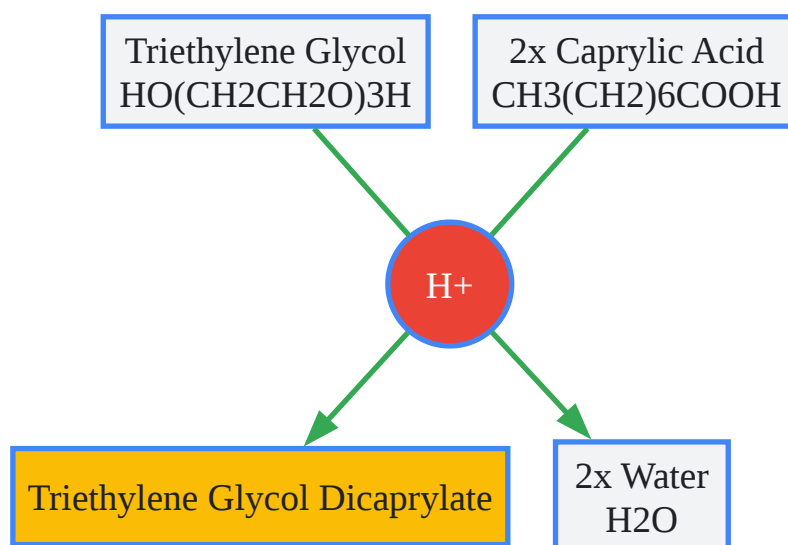 Triethylene Glycol
HO(CH2CH2O)3H
2x Caprylic Acid
CH3(CH2)6COOH
H+
Triethylene Glycol Dicaprylate
2x Water
H2O